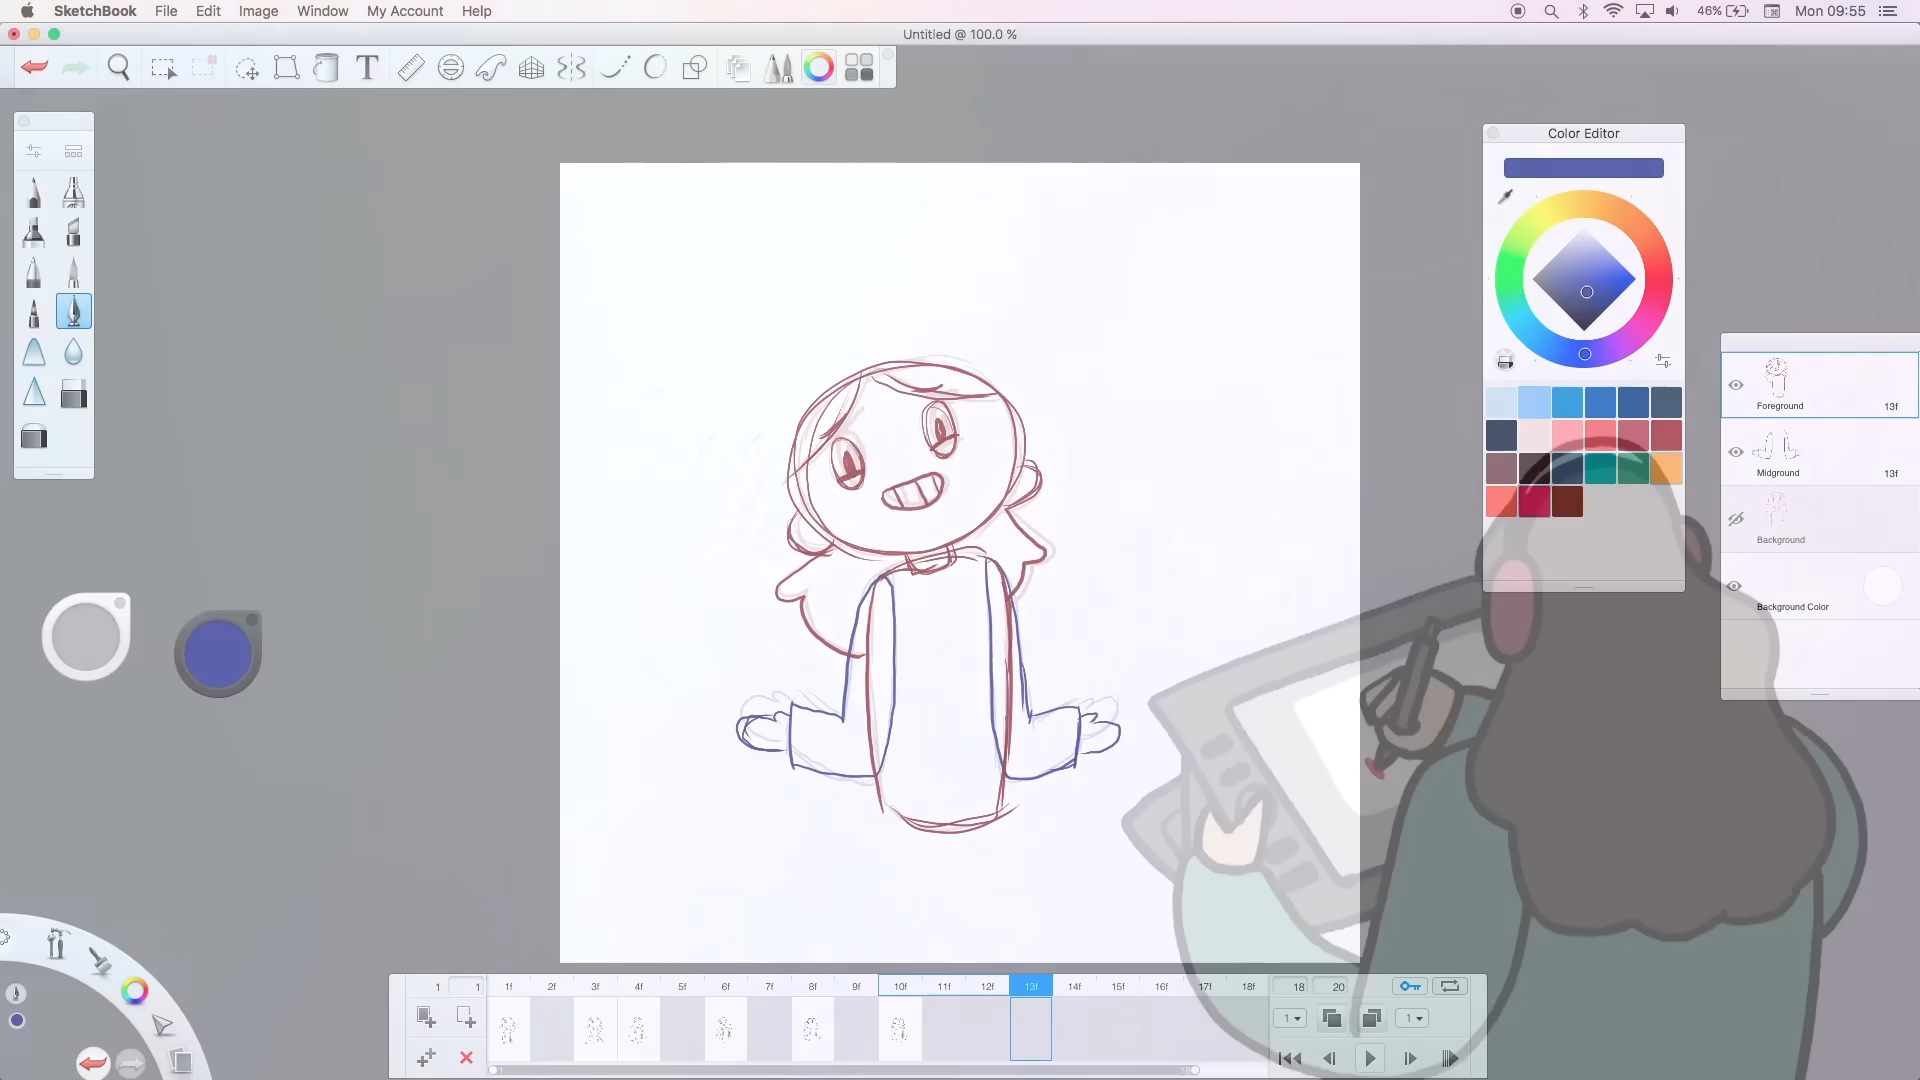 SketchBook File Edit Image Window My Account Help 46% Mon 09:55
Untitled @ 100.0 %
T
Color Editor
Foreground 13f
Midground 13f
Background
Background Color
1 1 1f 2f 3f 4f 5f 6f 7f 8f 9f 10f 11f 12f 13f 14f 15f 16f 17f 18f 18 20
1 1